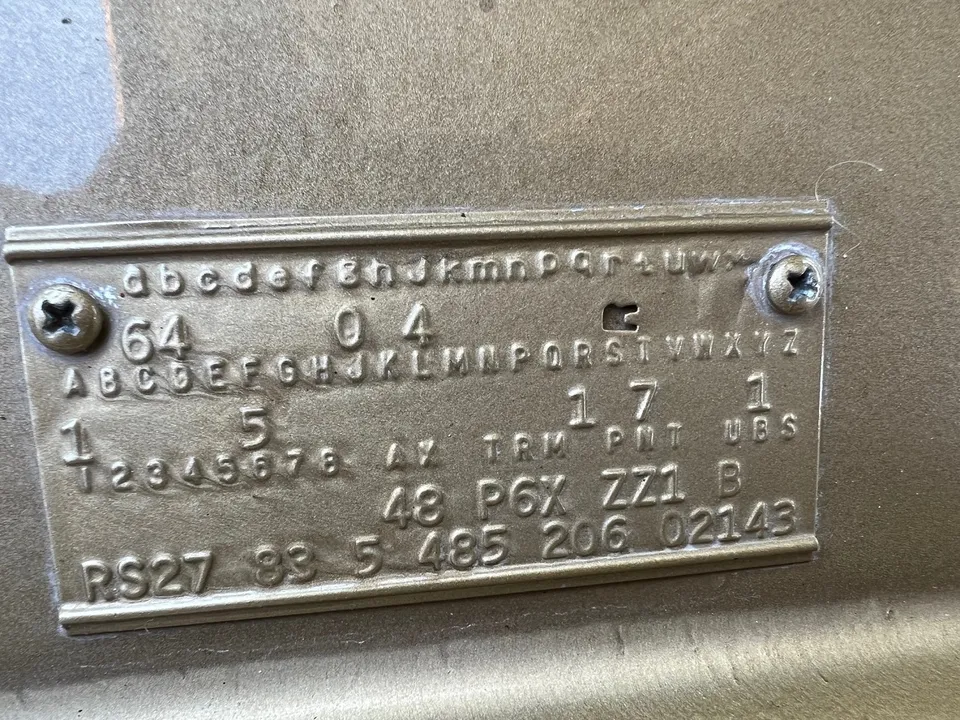 abcdefghJkmnpqrtuwx
64 04
ABCDEFGHJKLMNPQRSTVWXYZ
1 5 1 7 1
12345678 AX TRM PNT UBS
48 P6X ZZ1 B
RS27 83 5 485 206 02143